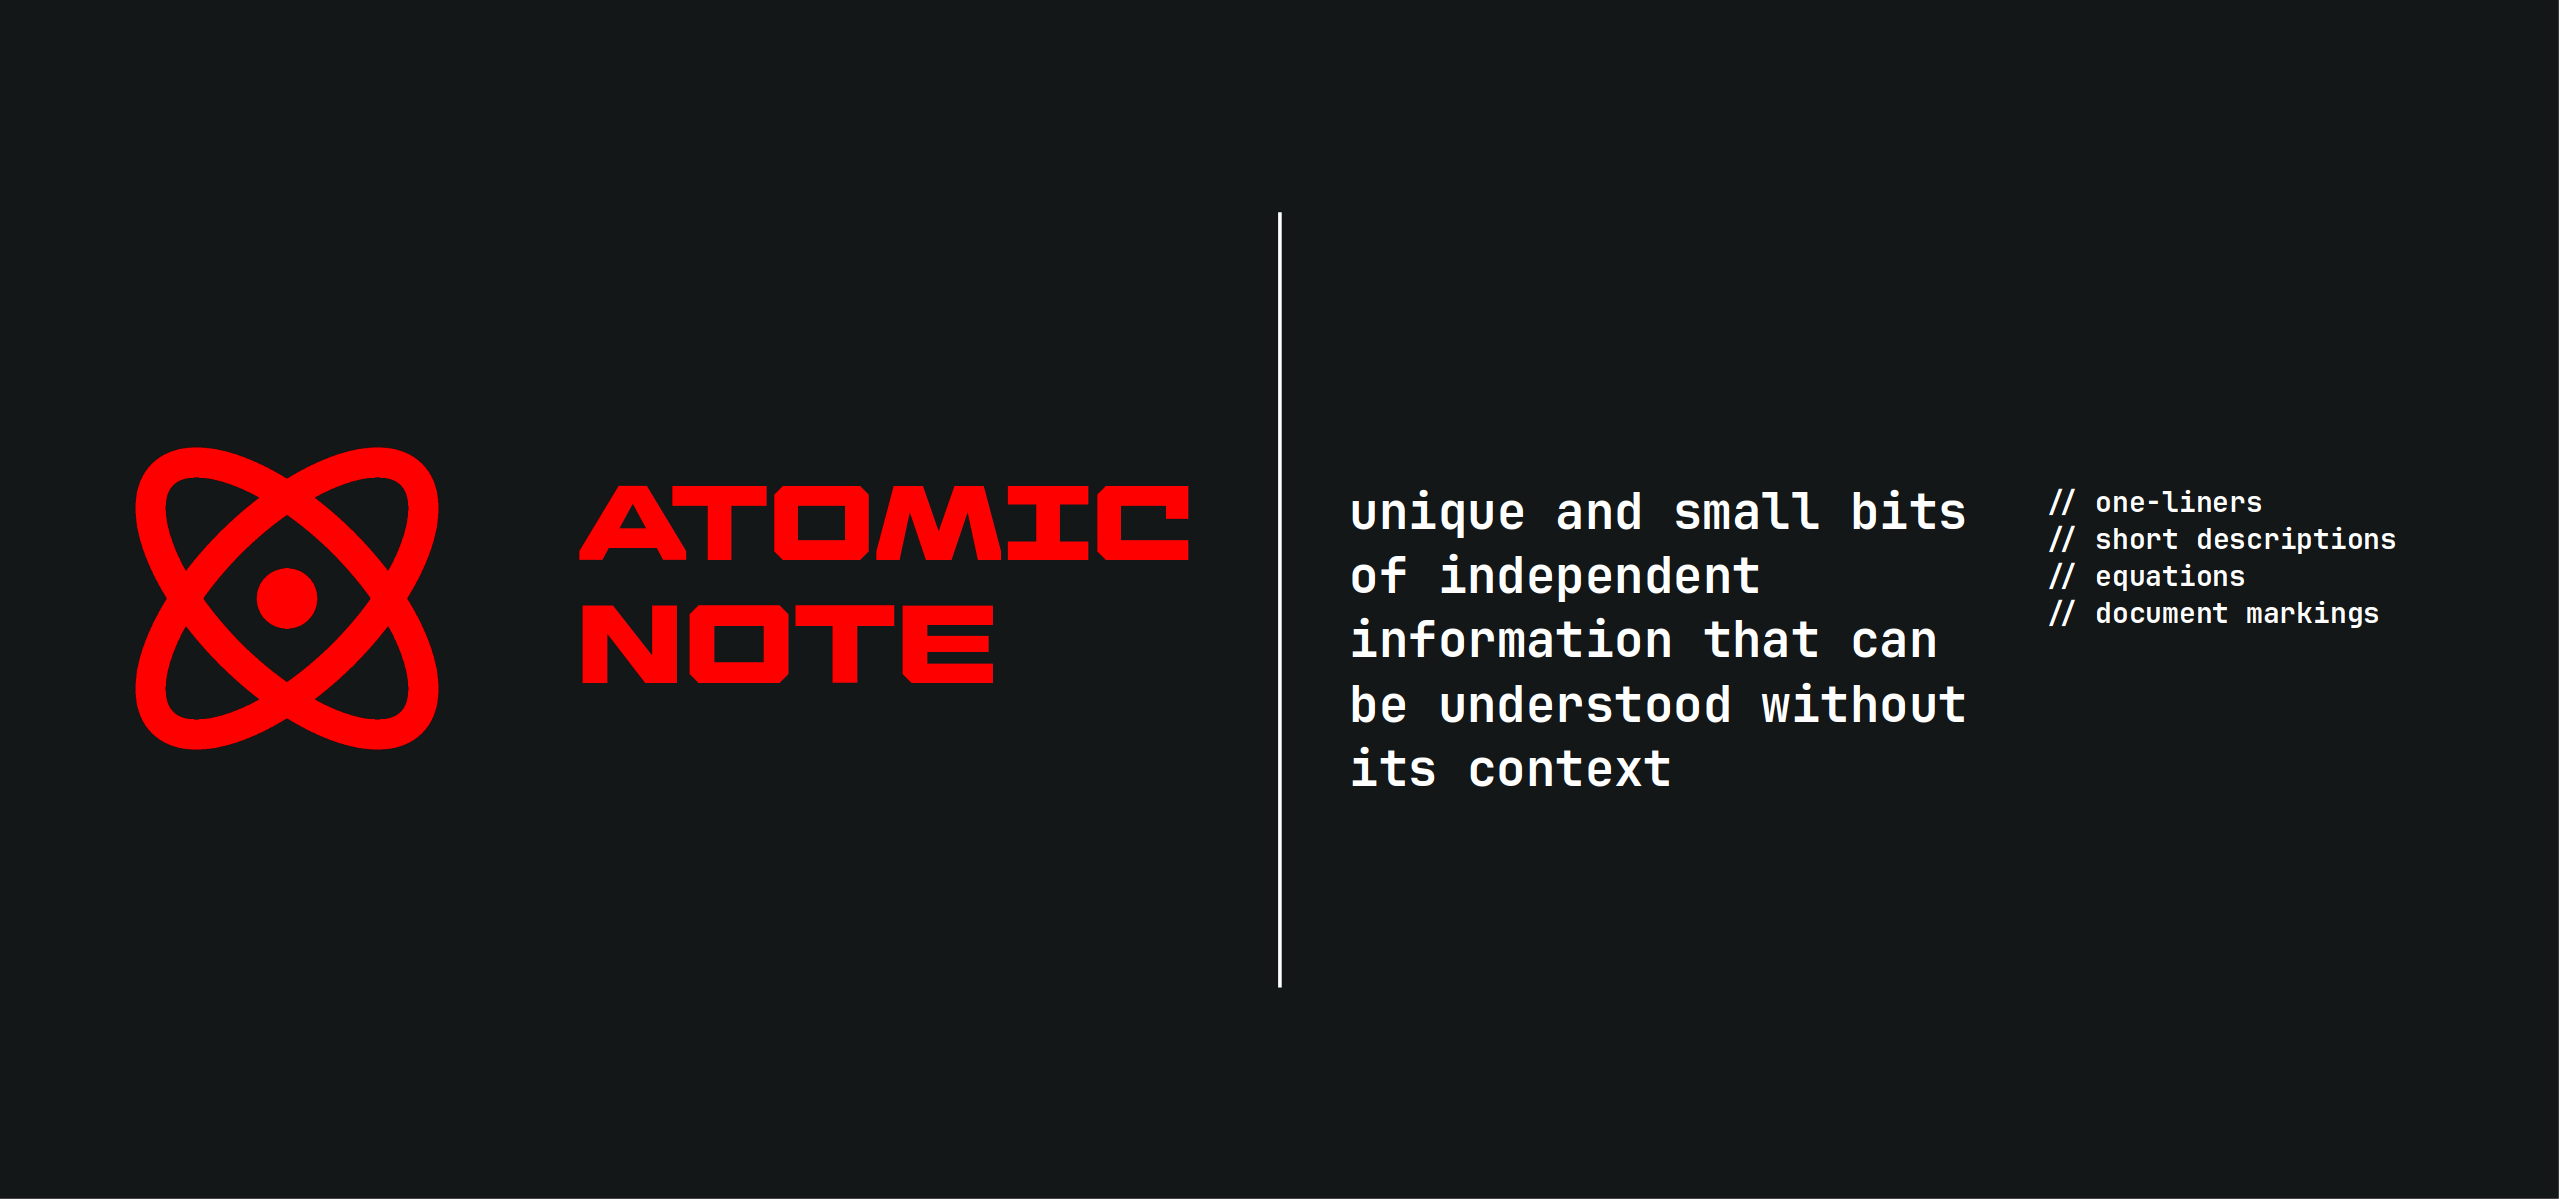 ATOMIC
NOTE
unique and small bits
of independent
information that can
be understood without
its context
// one-liners
// short descriptions
// equations
// document markings